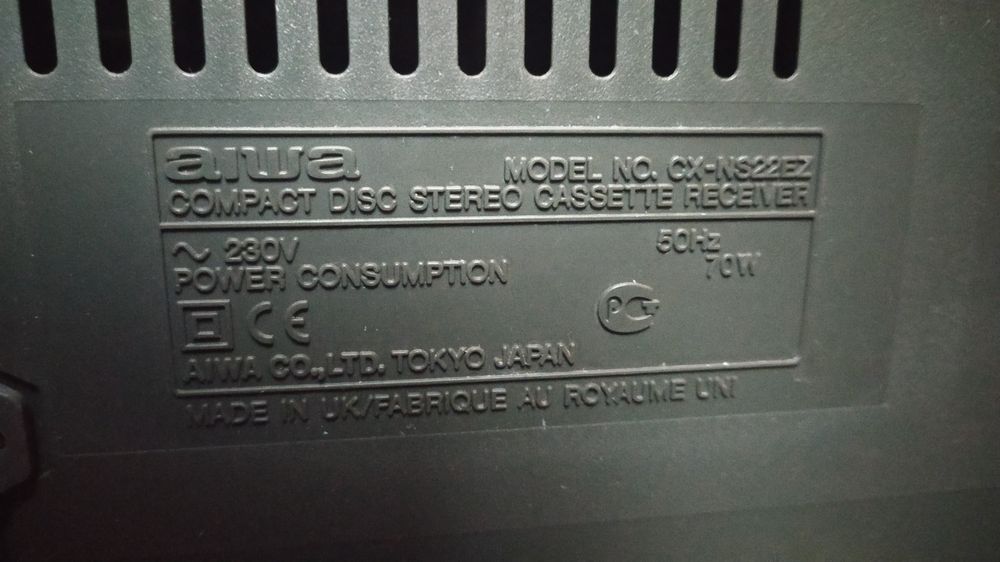 aiwa MODEL NO. CX-NS22EZ
COMPACT DISC STEREO CASSETTE RECEIVER
~ 230V 50Hz
POWER CONSUMPTION 70W
CE РСТ
AIWA CO.,LTD. TOKYO JAPAN
MADE IN UK/FABRIQUE AU ROYAUME UNI